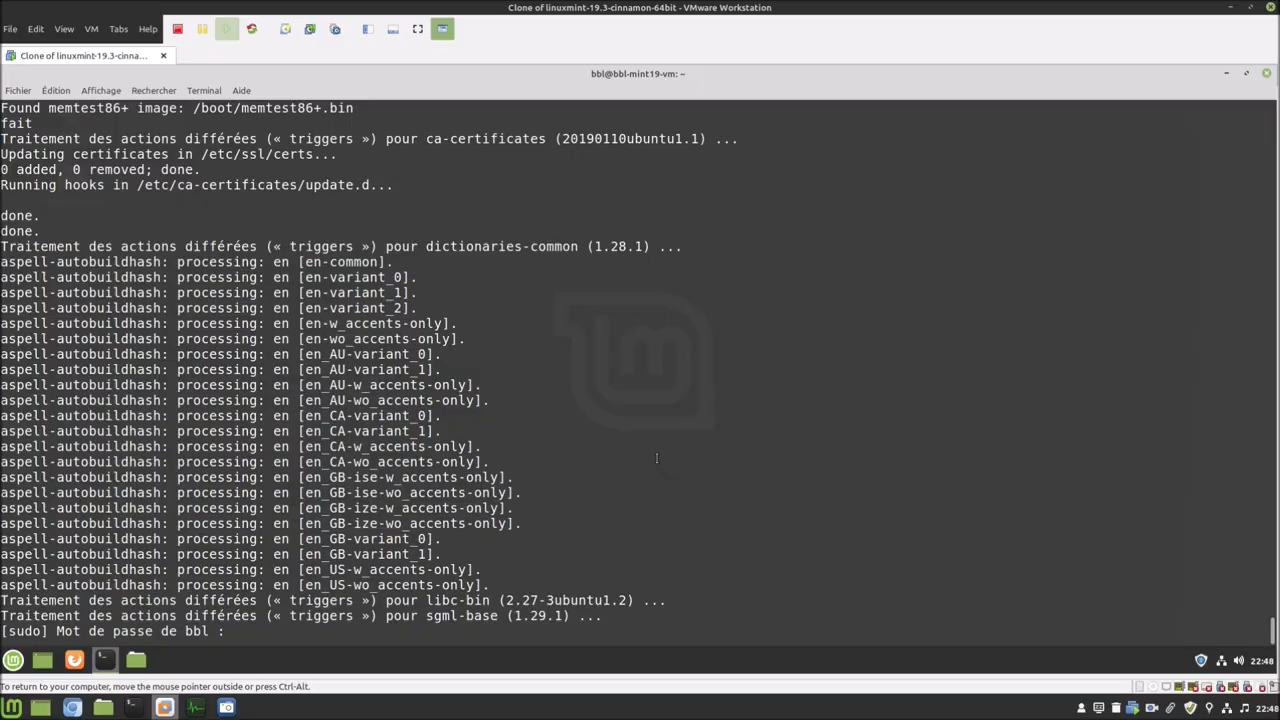 Clone of linuxmint-19.3-cinnamon-64bit - VMware Workstation
File Edit View VM Tabs Help
Clone of linuxmint-19.3-cinna...
bbl@bbl-mint19-vm: ~
Fichier Édition Affichage Rechercher Terminal Aide
Found memtest86+ image: /boot/memtest86+.bin
fait
Traitement des actions différées (« triggers ») pour ca-certificates (20190110ubuntu1.1) ...
Updating certificates in /etc/ssl/certs...
0 added, 0 removed; done.
Running hooks in /etc/ca-certificates/update.d...
done.
done.
Traitement des actions différées (« triggers ») pour dictionaries-common (1.28.1) ...
aspell-autobuildhash: processing: en [en-common].
aspell-autobuildhash: processing: en [en-variant_0].
aspell-autobuildhash: processing: en [en-variant_1].
aspell-autobuildhash: processing: en [en-variant_2].
aspell-autobuildhash: processing: en [en-w_accents-only].
aspell-autobuildhash: processing: en [en-wo_accents-only].
aspell-autobuildhash: processing: en [en_AU-variant_0].
aspell-autobuildhash: processing: en [en_AU-variant_1].
aspell-autobuildhash: processing: en [en_AU-w_accents-only].
aspell-autobuildhash: processing: en [en_AU-wo_accents-only].
aspell-autobuildhash: processing: en [en_CA-variant_0].
aspell-autobuildhash: processing: en [en_CA-variant_1].
aspell-autobuildhash: processing: en [en_CA-w_accents-only].
aspell-autobuildhash: processing: en [en_CA-wo_accents-only].
aspell-autobuildhash: processing: en [en_GB-ise-w_accents-only].
aspell-autobuildhash: processing: en [en_GB-ise-wo_accents-only].
aspell-autobuildhash: processing: en [en_GB-ize-w_accents-only].
aspell-autobuildhash: processing: en [en_GB-ize-wo_accents-only].
aspell-autobuildhash: processing: en [en_GB-variant_0].
aspell-autobuildhash: processing: en [en_GB-variant_1].
aspell-autobuildhash: processing: en [en_US-w_accents-only].
aspell-autobuildhash: processing: en [en_US-wo_accents-only].
Traitement des actions différées (« triggers ») pour libc-bin (2.27-3ubuntu1.2) ...
Traitement des actions différées (« triggers ») pour sgml-base (1.29.1) ...
[sudo] Mot de passe de bbl :
22:48
To return to your computer, move the mouse pointer outside or press Ctrl-Alt.
22:48